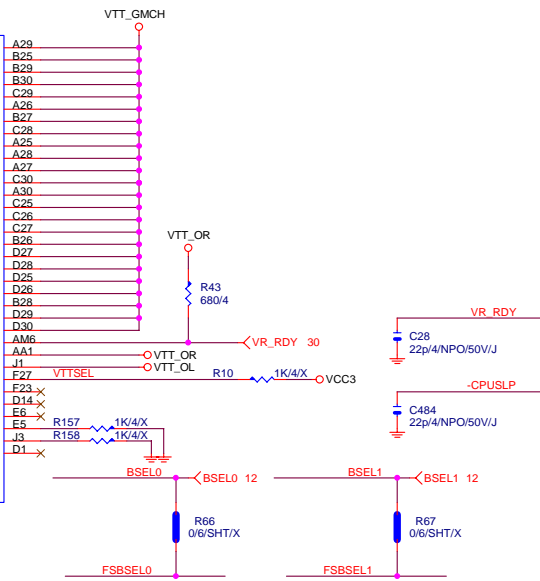 VTT_GMCH
A29
B25
B29
B30
C29
A26
B27
C28
A25
A28
A27
C30
A30
C25
C26
C27
B26
D27
D28
D25
D26
B28
D29
D30
VTT_OR
R43
680/4
AM6
VR_RDY 30
AA1
VTT_OR
J1
VTT_OL
F27 VTTSEL R10 1K/4/X VCC3
F23
D14
E6
E5 R157 1K/4/X
J3 R158 1K/4/X
D1
VR_RDY
C28
22p/4/NPO/50V/J
-CPUSLP
C484
22p/4/NPO/50V/J
BSEL0
BSEL0 12
R66
0/6/SHT/X
FSBSEL0
BSEL1
BSEL1 12
R67
0/6/SHT/X
FSBSEL1